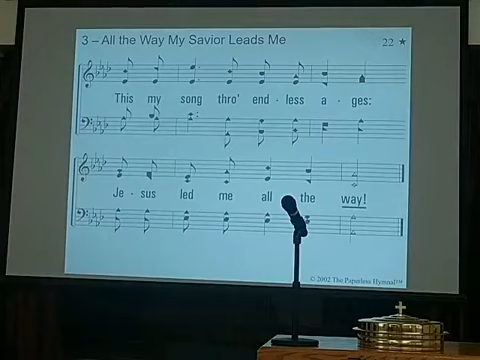 3 – All the Way My Savior Leads Me
22 ★
This my song thro' end - less a - ges:
Je - sus led me all the way!
© 2002 The Paperless Hymnal™